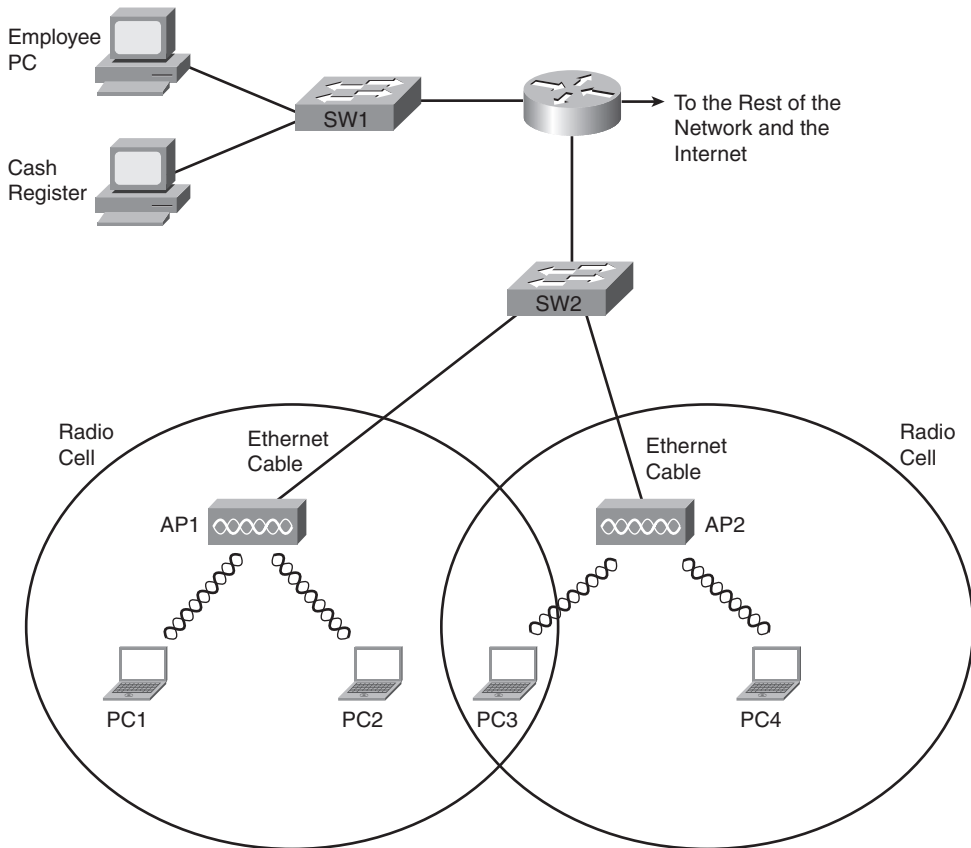 Employee
PC
SW1
To the Rest of the
Network and the
Internet
Cash
Register
SW2
Radio
Cell
Ethernet
Cable
Ethernet
Cable
Radio
Cell
AP1
AP2
PC1
PC2
PC3
PC4